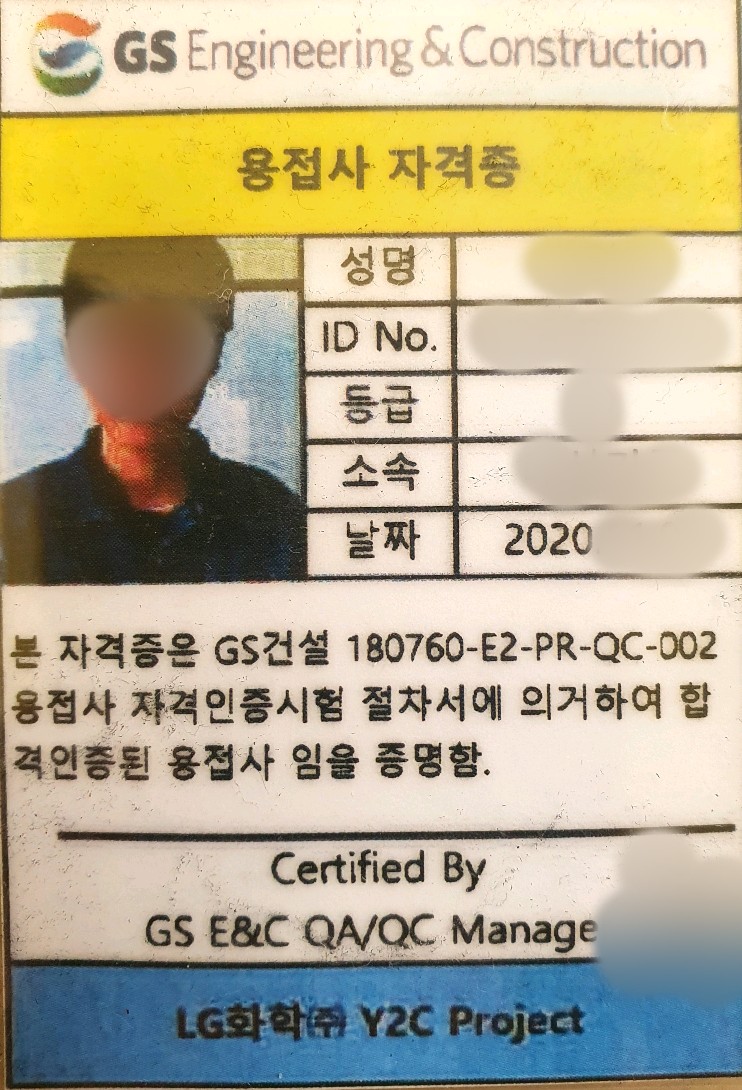 GS Engineering & Construction
용접사 자격증
성명
ID No.
등급
소속
날짜 2020
본 자격증은 GS건설 180760-E2-PR-QC-002
용접사 자격인증시험 절차서에 의거하여 합
격인증된 용접사 임을 증명함.
Certified By
GS E&C QA/QC Manage
LG화학㈜ Y2C Project